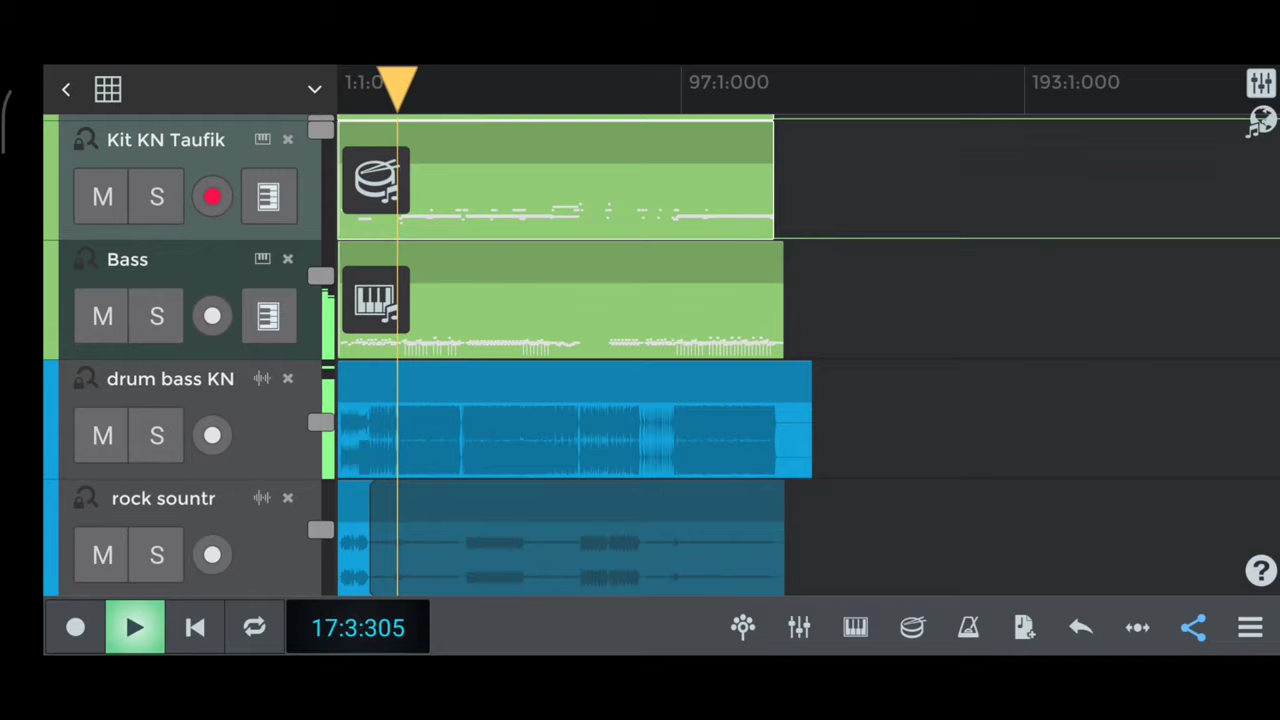 1:1:0
97:1:000
193:1:000
Kit KN Taufik
M S
Bass
M S
drum bass KN
M S
rock sountr
M S
17:3:305
?